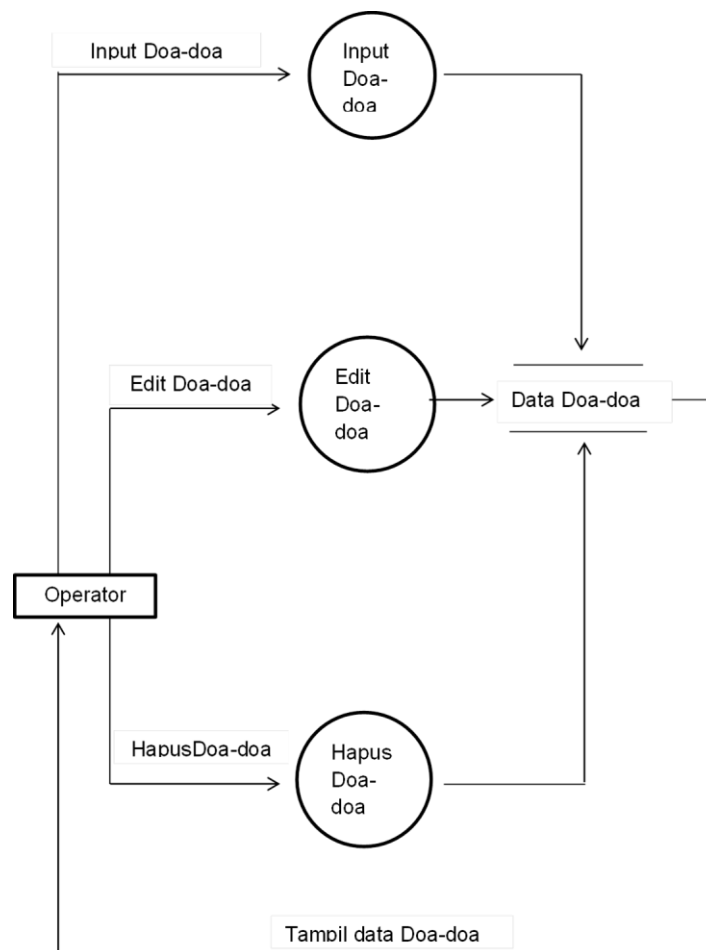 Input Doa-doa
Input
Doa-
doa
Edit Doa-doa
Edit
Doa-
doa
Data Doa-doa
Operator
HapusDoa-doa
Hapus
Doa-
doa
Tampil data Doa-doa